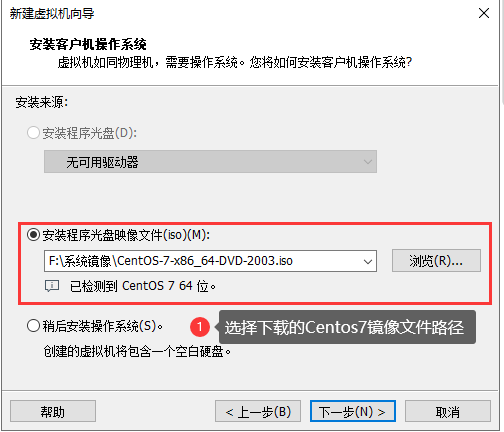 新建虚拟机向导
安装客户机操作系统
虚拟机如同物理机，需要操作系统。您将如何安装客户机操作系统?
安装来源:
安装程序光盘(D):
无可用驱动器
安装程序光盘映像文件(iso)(M):
F:\系统镜像\CentOS-7-x86_64-DVD-2003.iso
浏览(R)...
已检测到 CentOS 7 64 位。
稍后安装操作系统(S)。
1 选择下载的Centos7镜像文件路径
创建的虚拟机将包含一个空白硬盘。
帮助
< 上一步(B)
下一步(N) >
取消